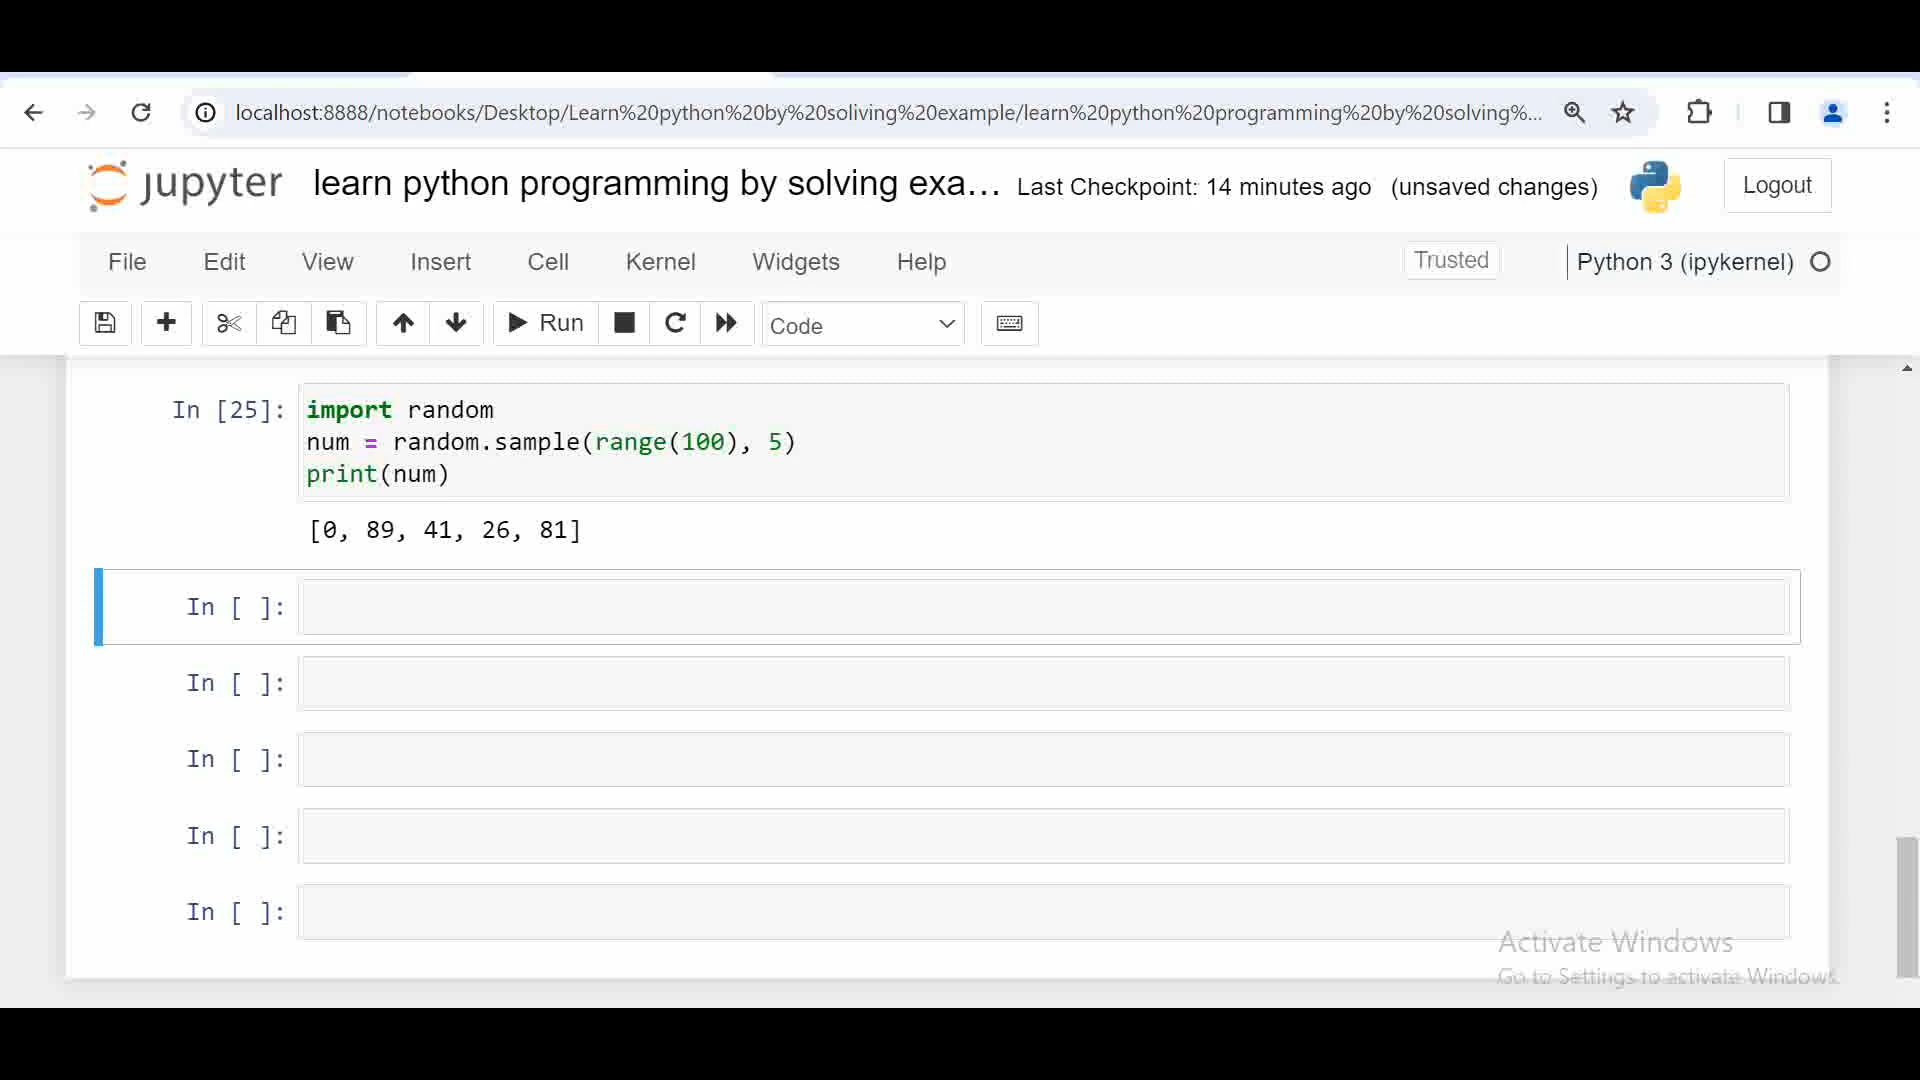 localhost:8888/notebooks/Desktop/Learn%20python%20by%20soliving%20example/learn%20python%20programming%20by%20solving%...
jupyter learn python programming by solving exa... Last Checkpoint: 14 minutes ago (unsaved changes) Logout
File Edit View Insert Cell Kernel Widgets Help Trusted Python 3 (ipykernel)
Run Code
In [25]: import random
num = random.sample(range(100), 5)
print(num)
[0, 89, 41, 26, 81]
In [ ]:
In [ ]:
In [ ]:
In [ ]:
In [ ]:
Activate Windows
Go to Settings to activate Windows.